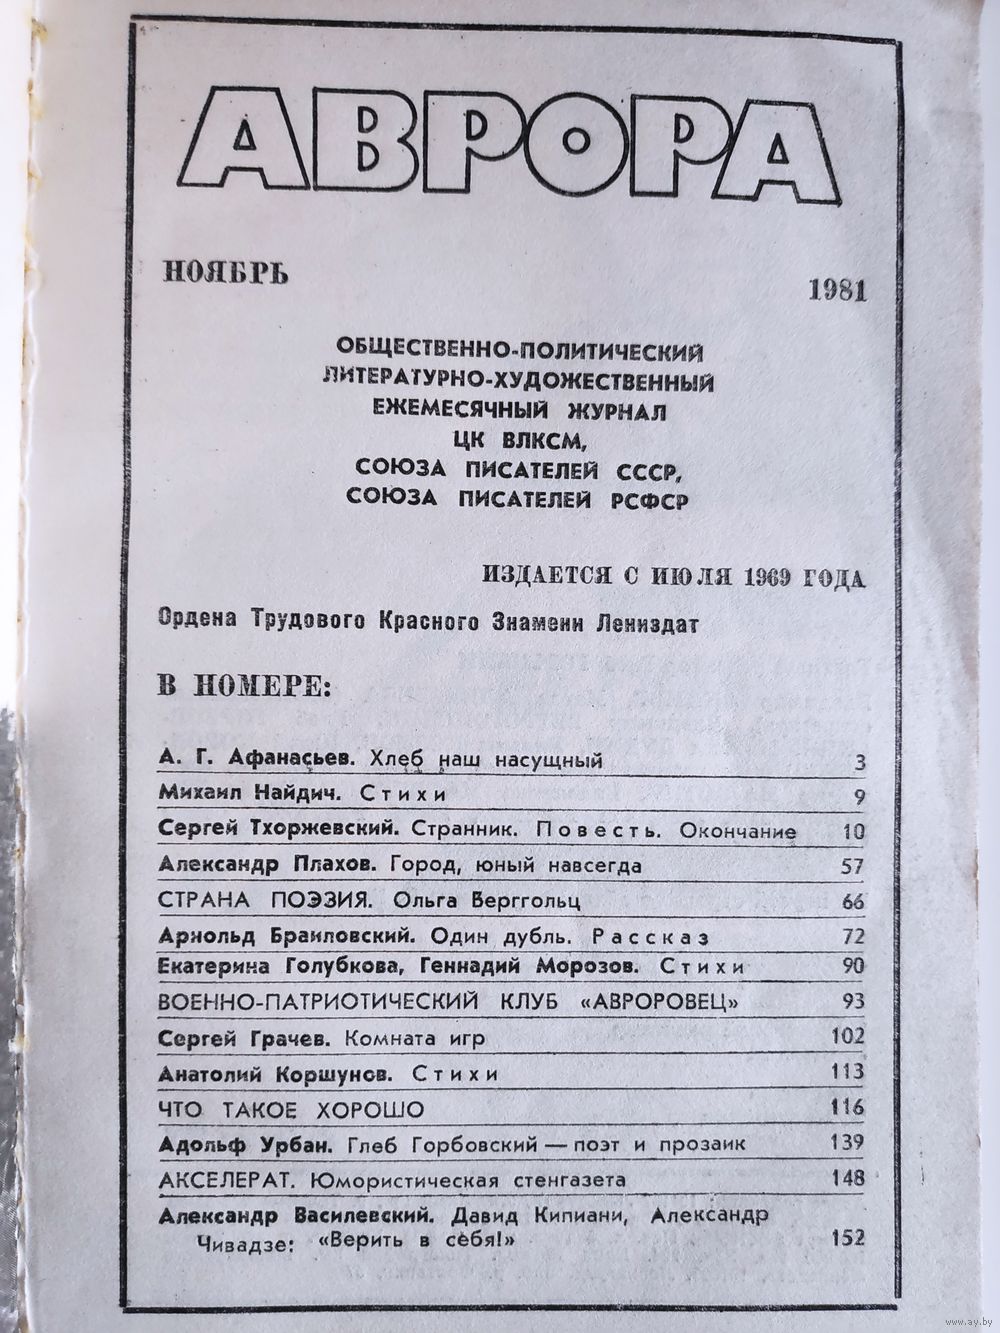 АВРОРА
НОЯБРЬ 1981
ОБЩЕСТВЕННО-ПОЛИТИЧЕСКИЙ
ЛИТЕРАТУРНО-ХУДОЖЕСТВЕННЫЙ
ЕЖЕМЕСЯЧНЫЙ ЖУРНАЛ
ЦК ВЛКСМ,
СОЮЗА ПИСАТЕЛЕЙ СССР,
СОЮЗА ПИСАТЕЛЕЙ РСФСР
ИЗДАЕТСЯ С ИЮЛЯ 1969 ГОДА
Ордена Трудового Красного Знамени Лениздат
В НОМЕРЕ:
А. Г. Афанасьев. Хлеб наш насущный 3
Михаил Найдич. Стихи 9
Сергей Тхоржевский. Странник. Повесть. Окончание 10
Александр Плахов. Город, юный навсегда 57
СТРАНА ПОЭЗИЯ. Ольга Берггольц 66
Арнольд Браиловский. Один дубль. Рассказ 72
Екатерина Голубкова, Геннадий Морозов. Стихи 90
ВОЕННО-ПАТРИОТИЧЕСКИЙ КЛУБ «АВРОРОВЕЦ» 93
Сергей Грачев. Комната игр 102
Анатолий Коршунов. Стихи 113
ЧТО ТАКОЕ ХОРОШО 116
Адольф Урбан. Глеб Горбовский — поэт и прозаик 139
АКСЕЛЕРАТ. Юмористическая стенгазета 148
Александр Василевский. Давид Кипиани, Александр
Чивадзе: «Верить в себя!» 152
www.ay.by